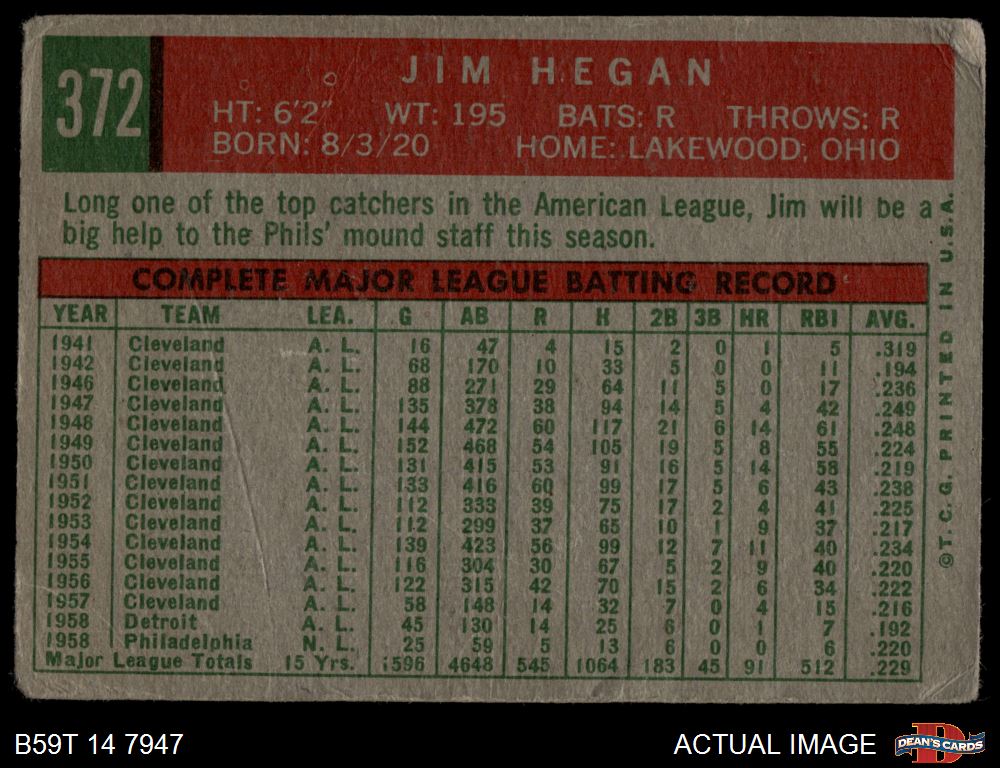 372
JIM HEGAN
HT: 6'2" WT: 195 BATS: R THROWS: R
BORN: 8/3/20 HOME: LAKEWOOD, OHIO
Long one of the top catchers in the American League, Jim will be a
big help to the Phils' mound staff this season.
COMPLETE MAJOR LEAGUE BATTING RECORD
YEAR TEAM LEA. G AB R H 2B 3B HR RBI AVG.
1941 Cleveland A. L. 16 47 4 15 2 0 1 5 .319
1942 Cleveland A. L. 68 170 10 33 5 0 0 11 .194
1946 Cleveland A. L. 88 271 29 64 11 5 0 17 .236
1947 Cleveland A. L. 135 378 38 94 14 5 4 42 .249
1948 Cleveland A. L. 144 472 60 117 21 6 14 61 .248
1949 Cleveland A. L. 152 468 54 105 19 5 8 55 .224
1950 Cleveland A. L. 131 415 53 91 16 5 14 58 .219
1951 Cleveland A. L. 133 416 60 99 17 5 6 43 .238
1952 Cleveland A. L. 112 333 39 75 17 2 4 41 .225
1953 Cleveland A. L. 112 299 37 65 10 1 9 37 .217
1954 Cleveland A. L. 139 423 56 99 12 7 11 40 .234
1955 Cleveland A. L. 116 304 30 67 5 2 9 40 .220
1956 Cleveland A. L. 122 315 42 70 15 2 6 34 .222
1957 Cleveland A. L. 58 148 14 32 7 0 4 15 .216
1958 Detroit A. L. 45 130 14 25 6 0 1 7 .192
1958 Philadelphia N. L. 25 59 5 13 6 0 0 6 .220
Major League Totals 15 Yrs. 1596 4648 545 1064 183 45 91 512 .229
©T. C. G. PRINTED IN U.S.A.
B59T 14 7947
ACTUAL IMAGE
D
DEAN'S CARDS